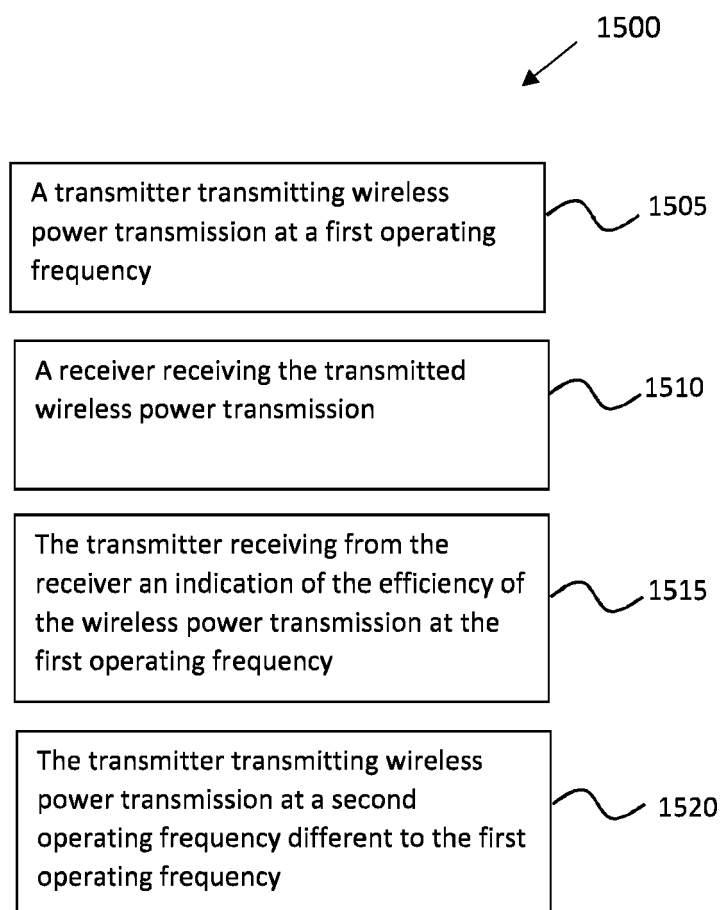 1500
A transmitter transmitting wireless
power transmission at a first operating
frequency
1505
A receiver receiving the transmitted
wireless power transmission
1510
The transmitter receiving from the
receiver an indication of the efficiency of
the wireless power transmission at the
first operating frequency
1515
The transmitter transmitting wireless
power transmission at a second
operating frequency different to the first
operating frequency
1520